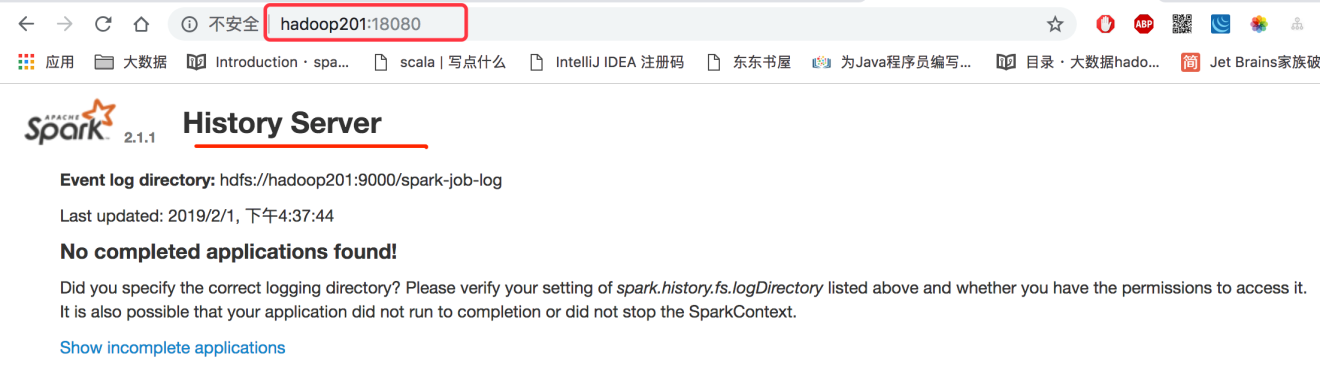 不安全 | hadoop201:18080
应用 大数据 Introduction · spa... scala | 写点什么 IntelliJ IDEA 注册码 东东书屋 为Java程序员编写... 目录 · 大数据hado... 简 Jet Brains家族破
APACHE
Spark 2.1.1 History Server
Event log directory: hdfs://hadoop201:9000/spark-job-log
Last updated: 2019/2/1, 下午4:37:44
No completed applications found!
Did you specify the correct logging directory? Please verify your setting of spark.history.fs.logDirectory listed above and whether you have the permissions to access it.
It is also possible that your application did not run to completion or did not stop the SparkContext.
Show incomplete applications